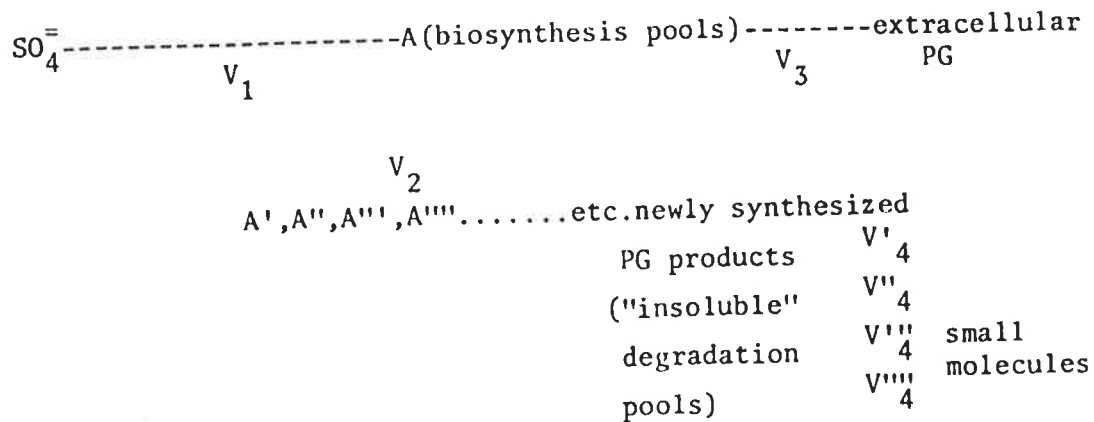 SO₄⁼--------------------A(biosynthesis pools)--------extracellular
V₁ V₃ PG
V₂
A',A'',A''',A''''.......etc.newly synthesized
PG products V'₄
("insoluble" V''₄
degradation V'''₄ small
pools) V''''₄ molecules